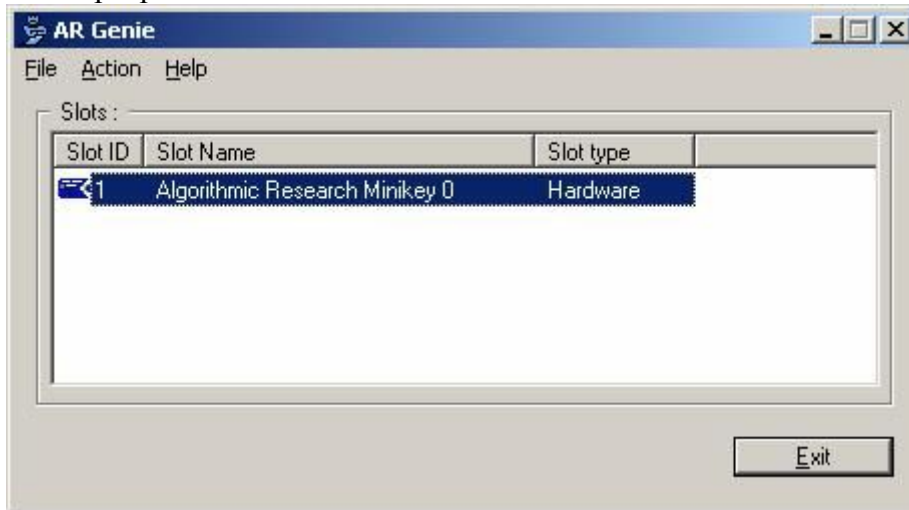 AR Genie
File Action Help
Slots :
Slot ID Slot Name Slot type
1 Algorithmic Research Minikey 0 Hardware
Exit